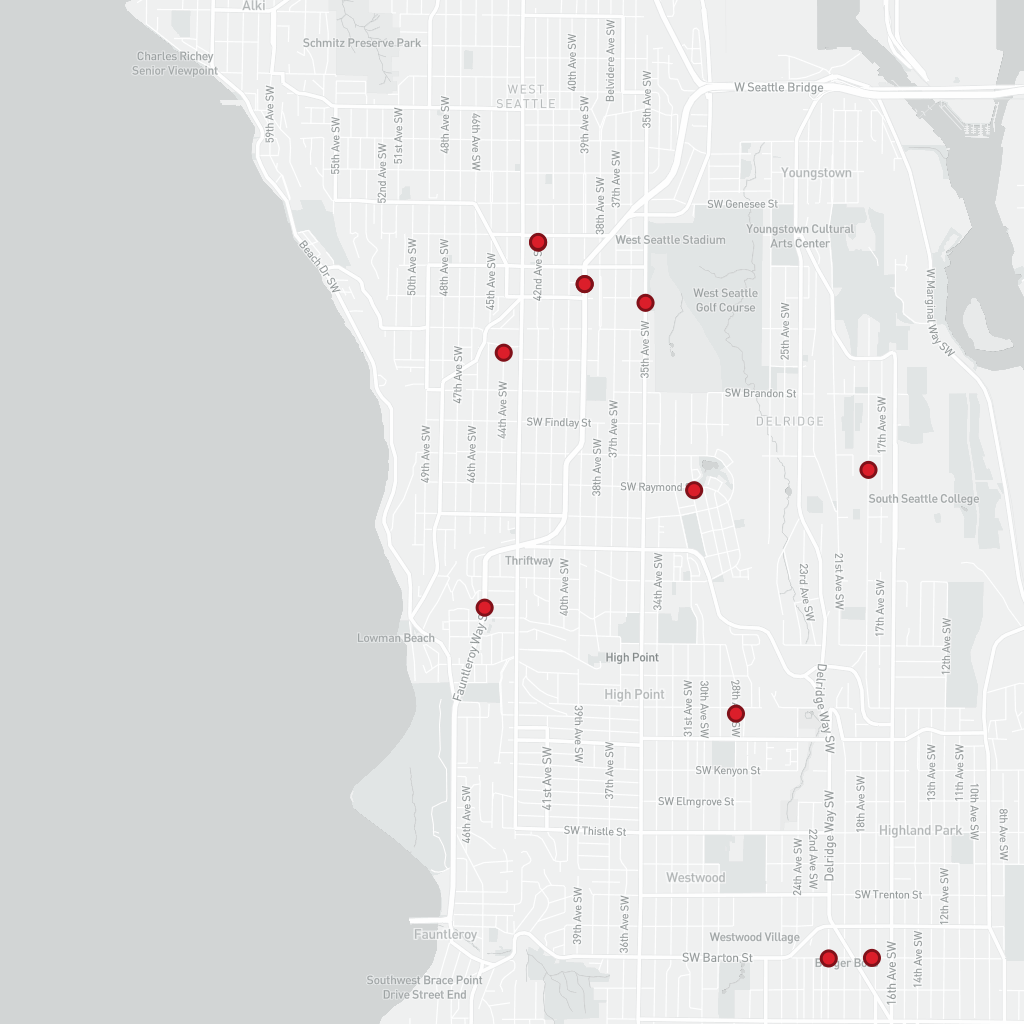 Alki
Schmitz Preserve Park
Charles Richey
Senior Viewpoint
40th Ave SW
Belvidere Ave SW
WEST
SEATTLE
W Seattle Bridge
35th Ave SW
59th Ave SW
55th Ave SW
51st Ave SW
52nd Ave SW
48th Ave SW
46th Ave SW
39th Ave SW
37th Ave SW
38th Ave SW
Youngstown
SW Genesee St
West Seattle Stadium
Youngstown Cultural
Arts Center
Beach Dr SW
50th Ave SW
48th Ave SW
45th Ave SW
42nd Ave S
West Seattle
Golf Course
W Marginal Way SW
25th Ave SW
35th Ave SW
47th Ave SW
44th Ave SW
SW Brandon St
SW Findlay St
DELRIDGE
49th Ave SW
46th Ave SW
38th Ave SW
37th Ave SW
17th Ave SW
SW Raymond
South Seattle College
Thriftway
40th Ave SW
34th Ave SW
23rd Ave SW
21st Ave SW
17th Ave SW
Lowman Beach
Fauntleroy Way S
High Point
High Point
12th Ave SW
31st Ave SW
30th Ave SW
28th A SW
Delridge Way SW
39th Ave SW
41st Ave SW
37th Ave SW
SW Kenyon St
13th Ave SW
11th Ave SW
10th Ave SW
8th Ave SW
46th Ave SW
SW Elmgrove St
18th Ave SW
Delridge Way SW
SW Thistle St
Highland Park
22nd Ave SW
24th Ave SW
Westwood
SW Trenton St
12th Ave SW
39th Ave SW
36th Ave SW
Fauntleroy
Westwood Village
SW Barton St
16th Ave SW
14th Ave SW
Southwest Brace Point
Drive Street End